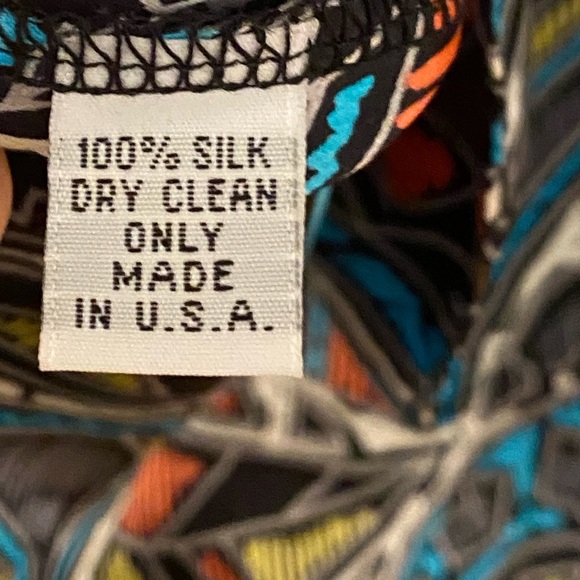 100% SILK
DRY CLEAN
ONLY
MADE
IN U.S.A.